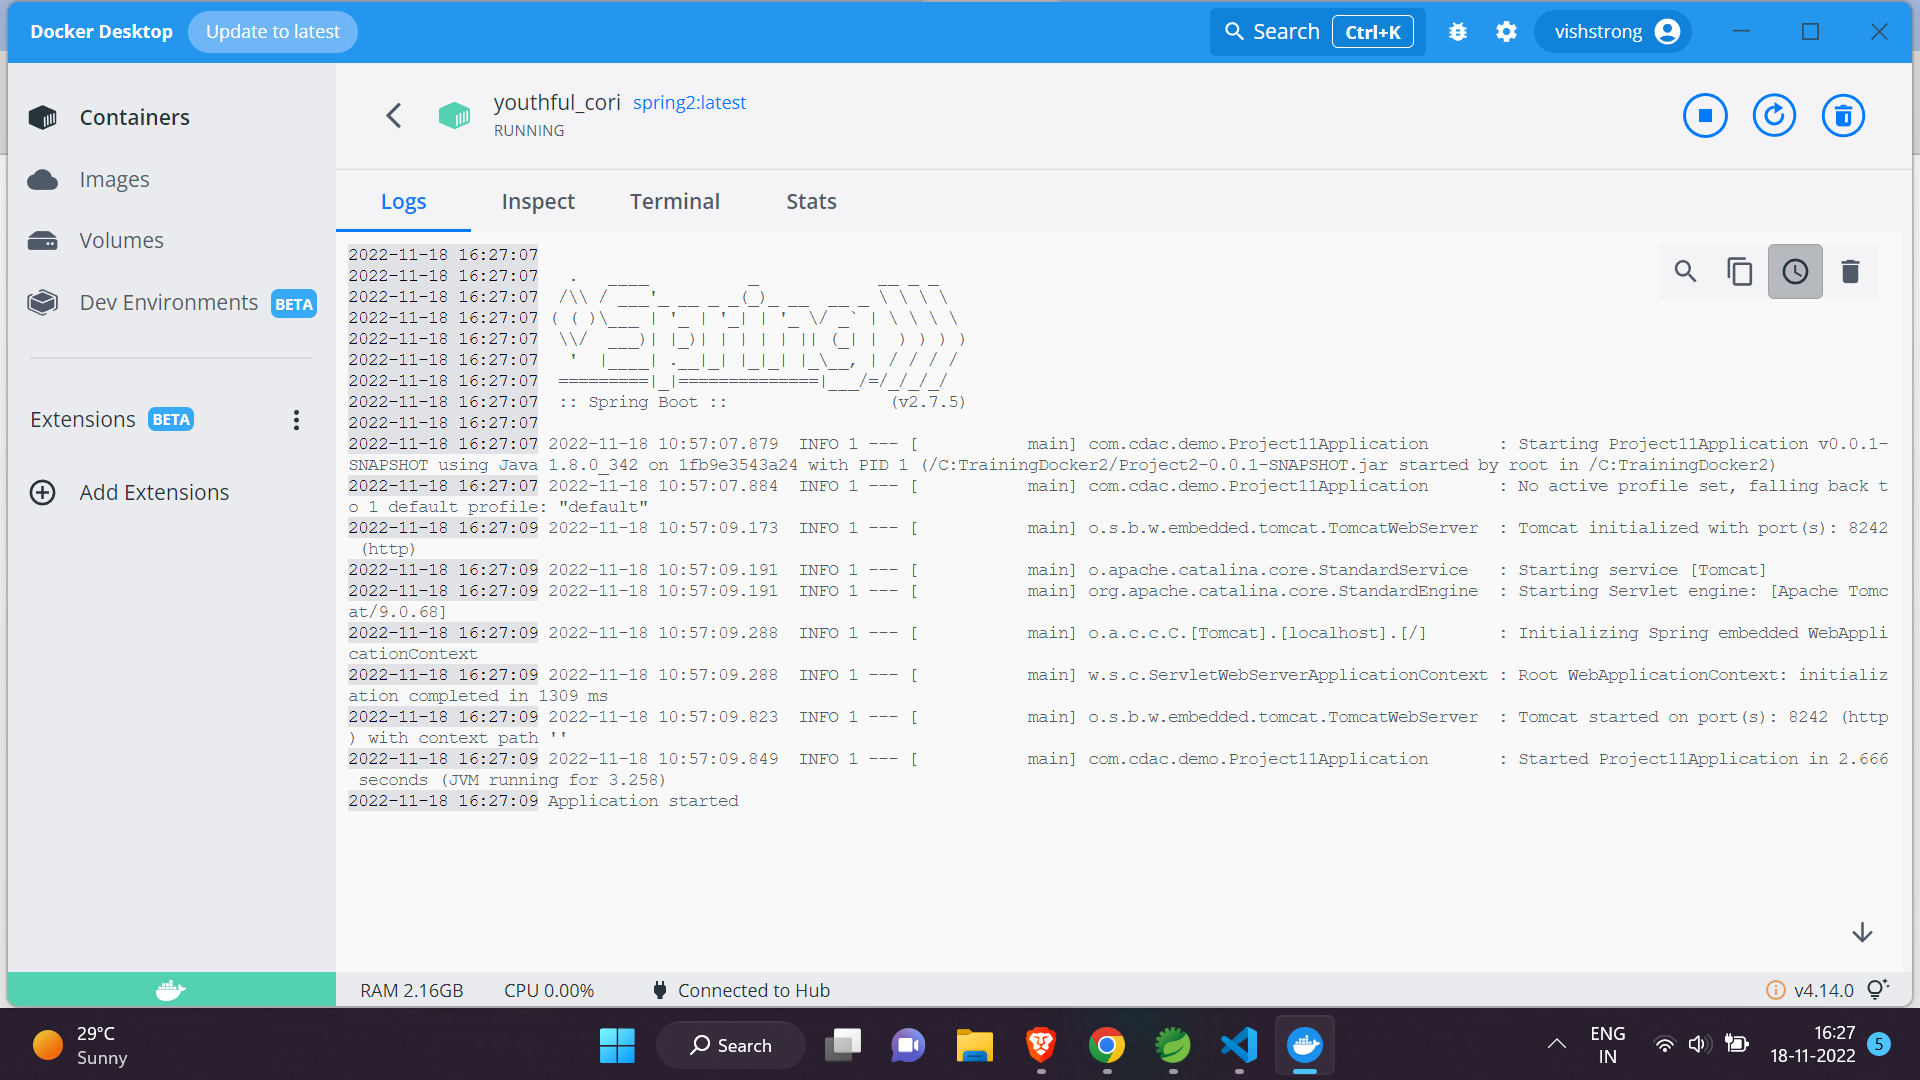 Docker Desktop Update to latest Search Ctrl+K vishstrong
Containers
Images
Volumes
Dev Environments BETA
Extensions BETA
Add Extensions
youthful_cori spring2:latest
RUNNING
Logs Inspect Terminal Stats
2022-11-18 16:27:07
2022-11-18 16:27:07   .   ____          _            __ _ _
2022-11-18 16:27:07  /\\ / ___'_ __ _ _(_)_ __  __ _ \ \ \ \
2022-11-18 16:27:07 ( ( )\___ | '_ | '_| | '_ \/ _` | \ \ \ \
2022-11-18 16:27:07  \\/  ___)| |_)| | | | | || (_| |  ) ) ) )
2022-11-18 16:27:07   '  |____| .__|_| |_|_| |_\__, | / / / /
2022-11-18 16:27:07  =========|_|==============|___/=/_/_/_/
2022-11-18 16:27:07  :: Spring Boot ::                (v2.7.5)
2022-11-18 16:27:07
2022-11-18 16:27:07 2022-11-18 10:57:07.879  INFO 1 --- [           main] com.cdac.demo.Project11Application       : Starting Project11Application v0.0.1-
SNAPSHOT using Java 1.8.0_342 on 1fb9e3543a24 with PID 1 (/C:TrainingDocker2/Project2-0.0.1-SNAPSHOT.jar started by root in /C:TrainingDocker2)
2022-11-18 16:27:07 2022-11-18 10:57:07.884  INFO 1 --- [           main] com.cdac.demo.Project11Application       : No active profile set, falling back t
o 1 default profile: "default"
2022-11-18 16:27:09 2022-11-18 10:57:09.173  INFO 1 --- [           main] o.s.b.w.embedded.tomcat.TomcatWebServer  : Tomcat initialized with port(s): 8242
 (http)
2022-11-18 16:27:09 2022-11-18 10:57:09.191  INFO 1 --- [           main] o.apache.catalina.core.StandardService   : Starting service [Tomcat]
2022-11-18 16:27:09 2022-11-18 10:57:09.191  INFO 1 --- [           main] org.apache.catalina.core.StandardEngine  : Starting Servlet engine: [Apache Tomc
at/9.0.68]
2022-11-18 16:27:09 2022-11-18 10:57:09.288  INFO 1 --- [           main] o.a.c.c.C.[Tomcat].[localhost].[/]       : Initializing Spring embedded WebAppli
cationContext
2022-11-18 16:27:09 2022-11-18 10:57:09.288  INFO 1 --- [           main] w.s.c.ServletWebServerApplicationContext : Root WebApplicationContext: initializ
ation completed in 1309 ms
2022-11-18 16:27:09 2022-11-18 10:57:09.823  INFO 1 --- [           main] o.s.b.w.embedded.tomcat.TomcatWebServer  : Tomcat started on port(s): 8242 (http
) with context path ''
2022-11-18 16:27:09 2022-11-18 10:57:09.849  INFO 1 --- [           main] com.cdac.demo.Project11Application       : Started Project11Application in 2.666
 seconds (JVM running for 3.258)
2022-11-18 16:27:09 Application started
RAM 2.16GB CPU 0.00% Connected to Hub v4.14.0
29°C
Sunny
Search
ENG
IN
16:27
18-11-2022
5